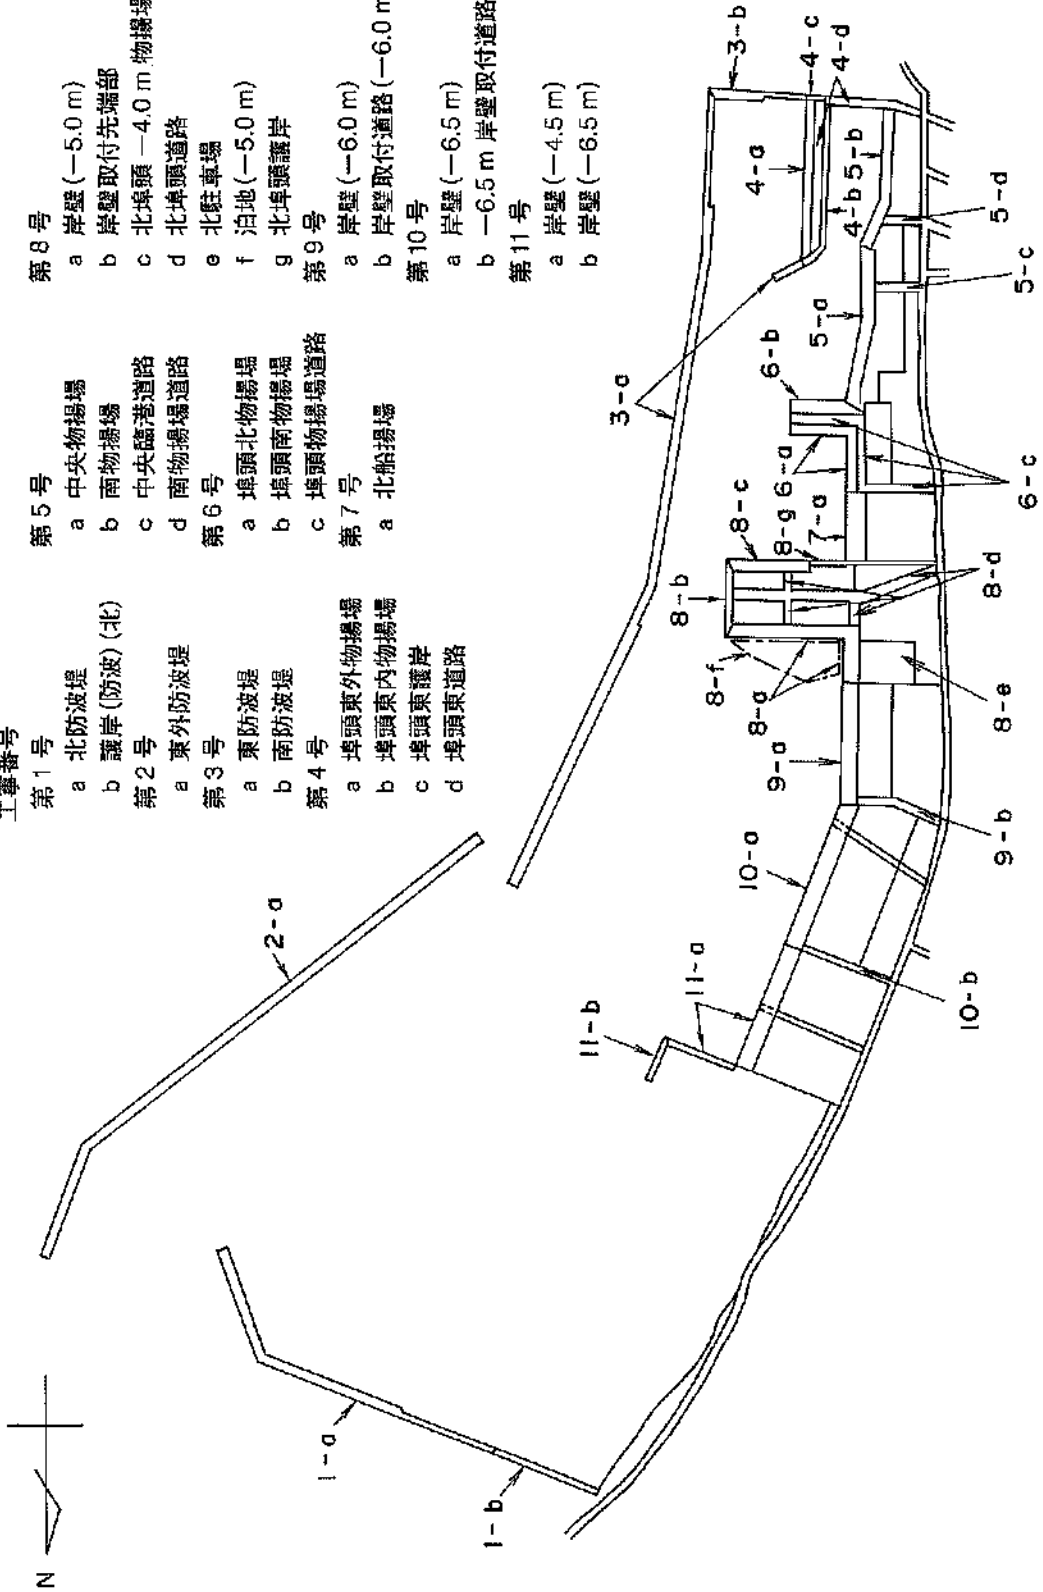 工事番号
第1号
a 北防波堤
b 護岸(防波)(北)
第2号
a 東外防波堤
第3号
a 東防波堤
b 南防波堤
第4号
a 埠頭東外物揚場
b 埠頭東内物揚場
c 埠頭東護岸
d 埠頭東道路
第5号
a 中央物揚場
b 南物揚場
c 中央臨港道路
d 南物揚場道路
第6号
a 埠頭北物揚場
b 埠頭南物揚場
c 埠頭物揚場道路
第7号
a 北船揚場
第8号
a 岸壁(−5.0m)
b 岸壁取付先端部
c 北埠頭−4.0m物揚場
d 北埠頭道路
e 北駐車場
f 泊地(−5.0m)
g 北埠頭護岸
第9号
a 岸壁(−6.0m)
b 岸壁取付道路(−6.0m
第10号
a 岸壁(−6.5m)
b −6.5m岸壁取付道路
第11号
a 岸壁(−4.5m)
b 岸壁(−6.5m)
N
1-a
1-b
2-a
3-a
3-b
4-a
4-b
4-c
4-d
5-a
5-b
5-c
5-d
6-a
6-b
6-c
7-a
8-a
8-b
8-c
8-d
8-e
8-f
8-g
9-a
9-b
10-a
10-b
11-a
11-b